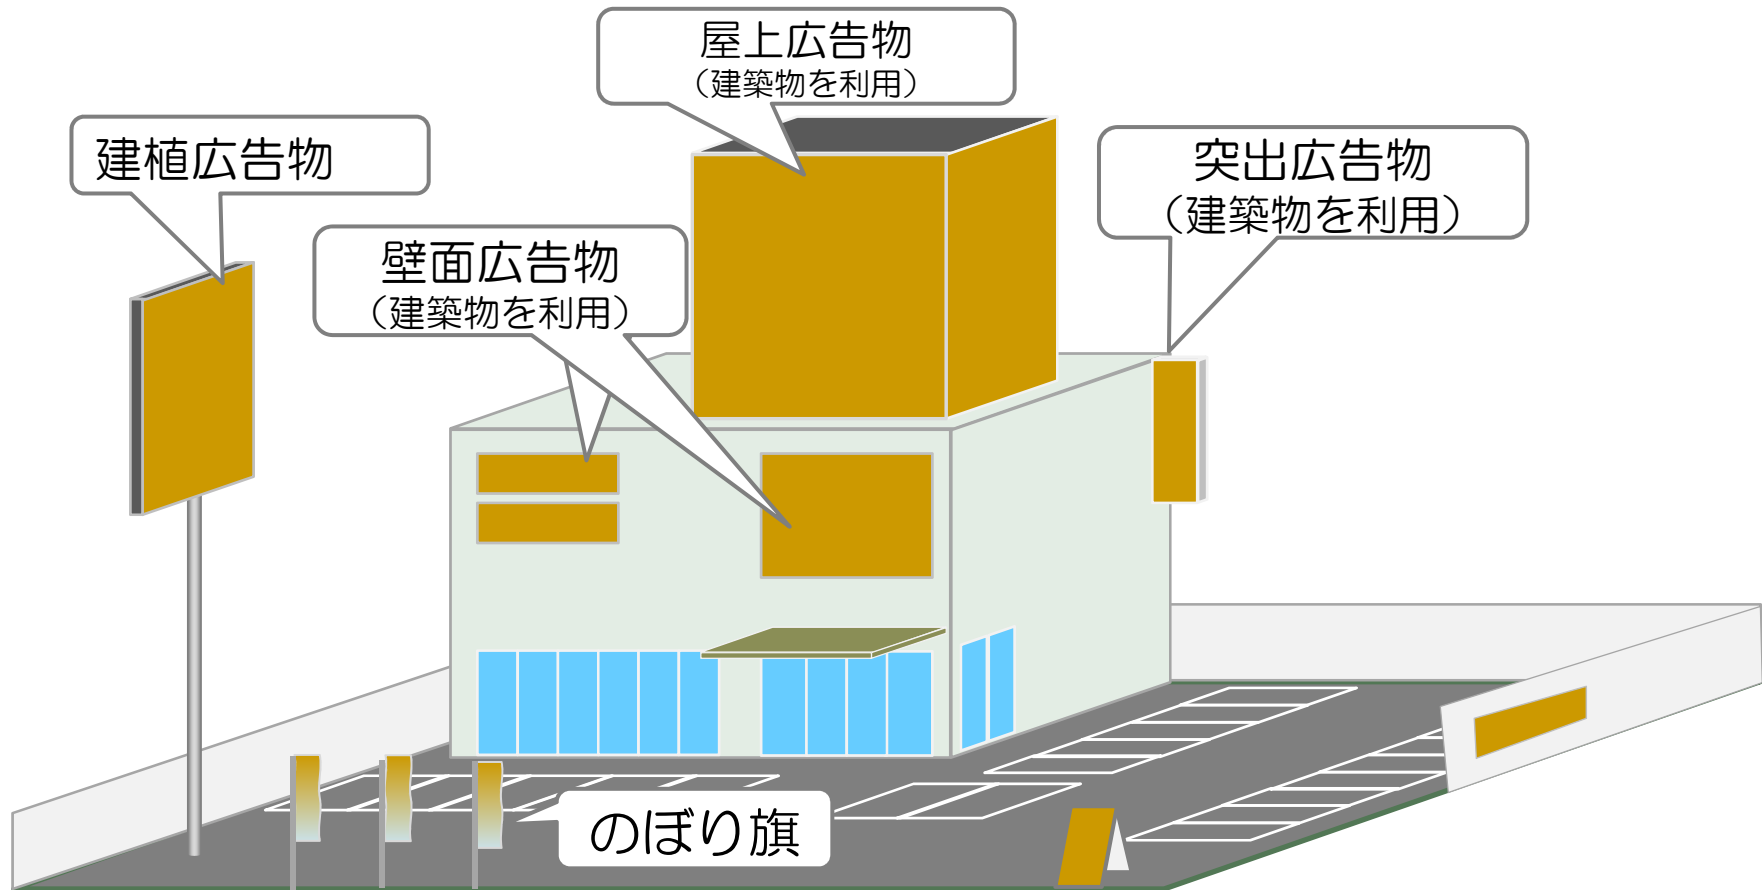 屋上広告物
（建築物を利用）
建植広告物
突出広告物
（建築物を利用）
壁面広告物
（建築物を利用）
のぼり旗